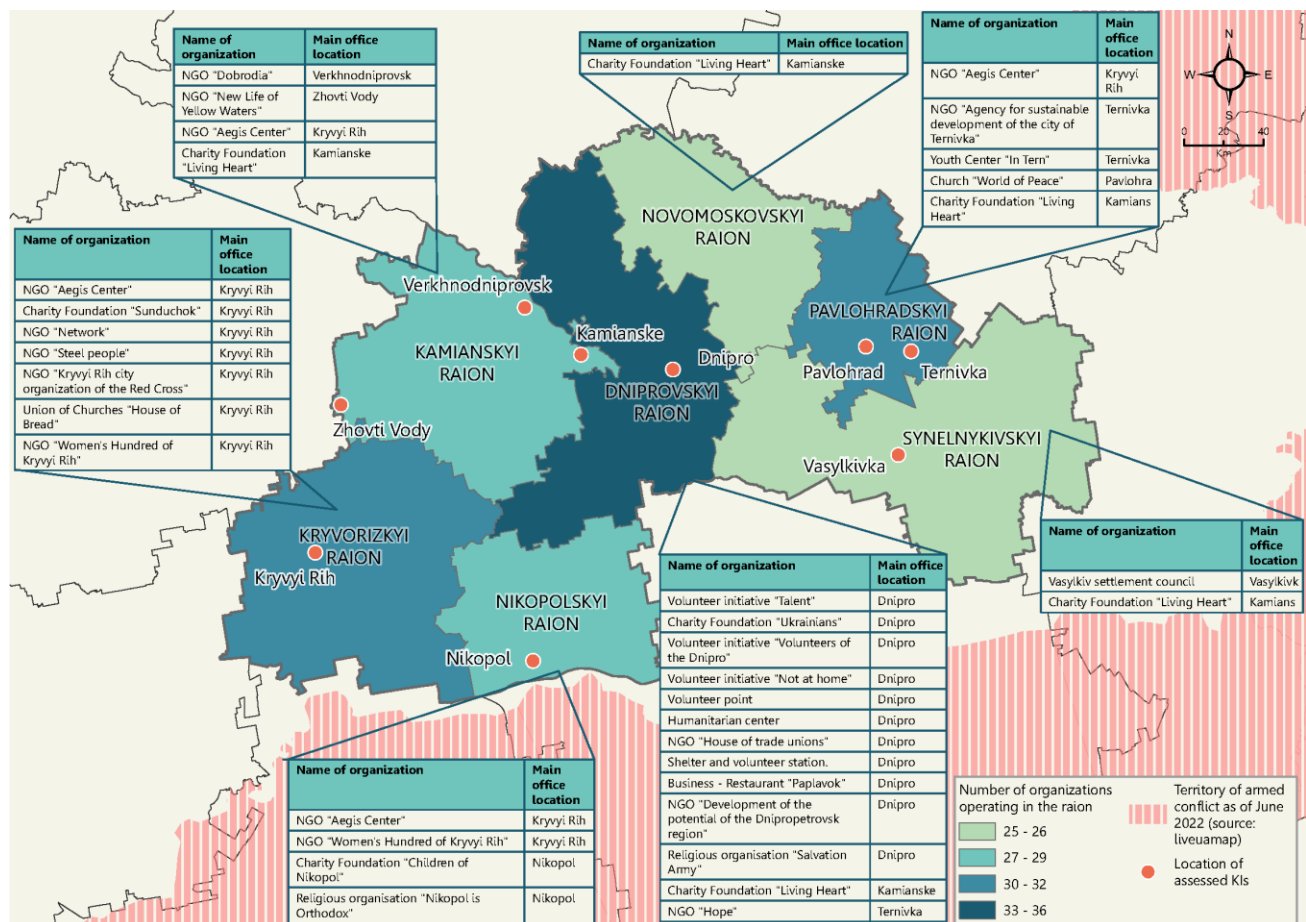 Name of organization Main office location
NGO "Dobrodia" Verkhnodniprovsk
NGO "New Life of Yellow Waters" Zhovti Vody
NGO "Aegis Center" Kryvyi Rih
Charity Foundation "Living Heart" Kamianske
Name of organization Main office location
Charity Foundation "Living Heart" Kamianske
Name of organization Main office location
NGO "Aegis Center" Kryvyi Rih
NGO "Agency for sustainable development of the city of Ternivka" Ternivka
Youth Center "In Tern" Ternivka
Church "World of Peace" Pavlohra
Charity Foundation "Living Heart" Kamians
N
W E
S
0 20 40
Km
Name of organization Main office location
NGO "Aegis Center" Kryvyi Rih
Charity Foundation "Sunduchok" Kryvyi Rih
NGO "Network" Kryvyi Rih
NGO "Steel people" Kryvyi Rih
NGO "Kryvyi Rih city organization of the Red Cross" Kryvyi Rih
Union of Churches "House of Bread" Kryvyi Rih
NGO "Women's Hundred of Kryvyi Rih" Kryvyi Rih
NOVOMOSKOVSKYI RAION
Verkhnodniprovsk
Kamianske
KAMIANSKYI RAION
Zhovti Vody
Dnipro
DNIPROVSKYI RAION
PAVLOHRADSKYI RAION
Pavlohrad
Ternivka
SYNELNYKIVSKYI RAION
Vasylkivka
KRYVORIZKYI RAION
Kryvyi Rih
NIKOPOLSKYI RAION
Nikopol
Name of organization Main office location
Vasylkiv settlement council Vasylkivk
Charity Foundation "Living Heart" Kamians
Name of organization Main office location
Volunteer initiative "Talent" Dnipro
Charity Foundation "Ukrainians" Dnipro
Volunteer initiative "Volunteers of the Dnipro" Dnipro
Volunteer initiative "Not at home" Dnipro
Volunteer point Dnipro
Humanitarian center Dnipro
NGO "House of trade unions" Dnipro
Shelter and volunteer station. Dnipro
Business - Restaurant "Paplavok" Dnipro
NGO "Development of the potential of the Dnipropetrovsk region" Dnipro
Religious organisation "Salvation Army" Dnipro
Charity Foundation "Living Heart" Kamianske
NGO "Hope" Ternivka
Name of organization Main office location
NGO "Aegis Center" Kryvyi Rih
NGO "Women's Hundred of Kryvyi Rih" Kryvyi Rih
Charity Foundation "Children of Nikopol" Nikopol
Religious organisation "Nikopol is Orthodox" Nikopol
Number of organizations operating in the raion
25 - 26
27 - 29
30 - 32
33 - 36
Territory of armed conflict as of June 2022 (source: liveuamap)
Location of assessed KIs